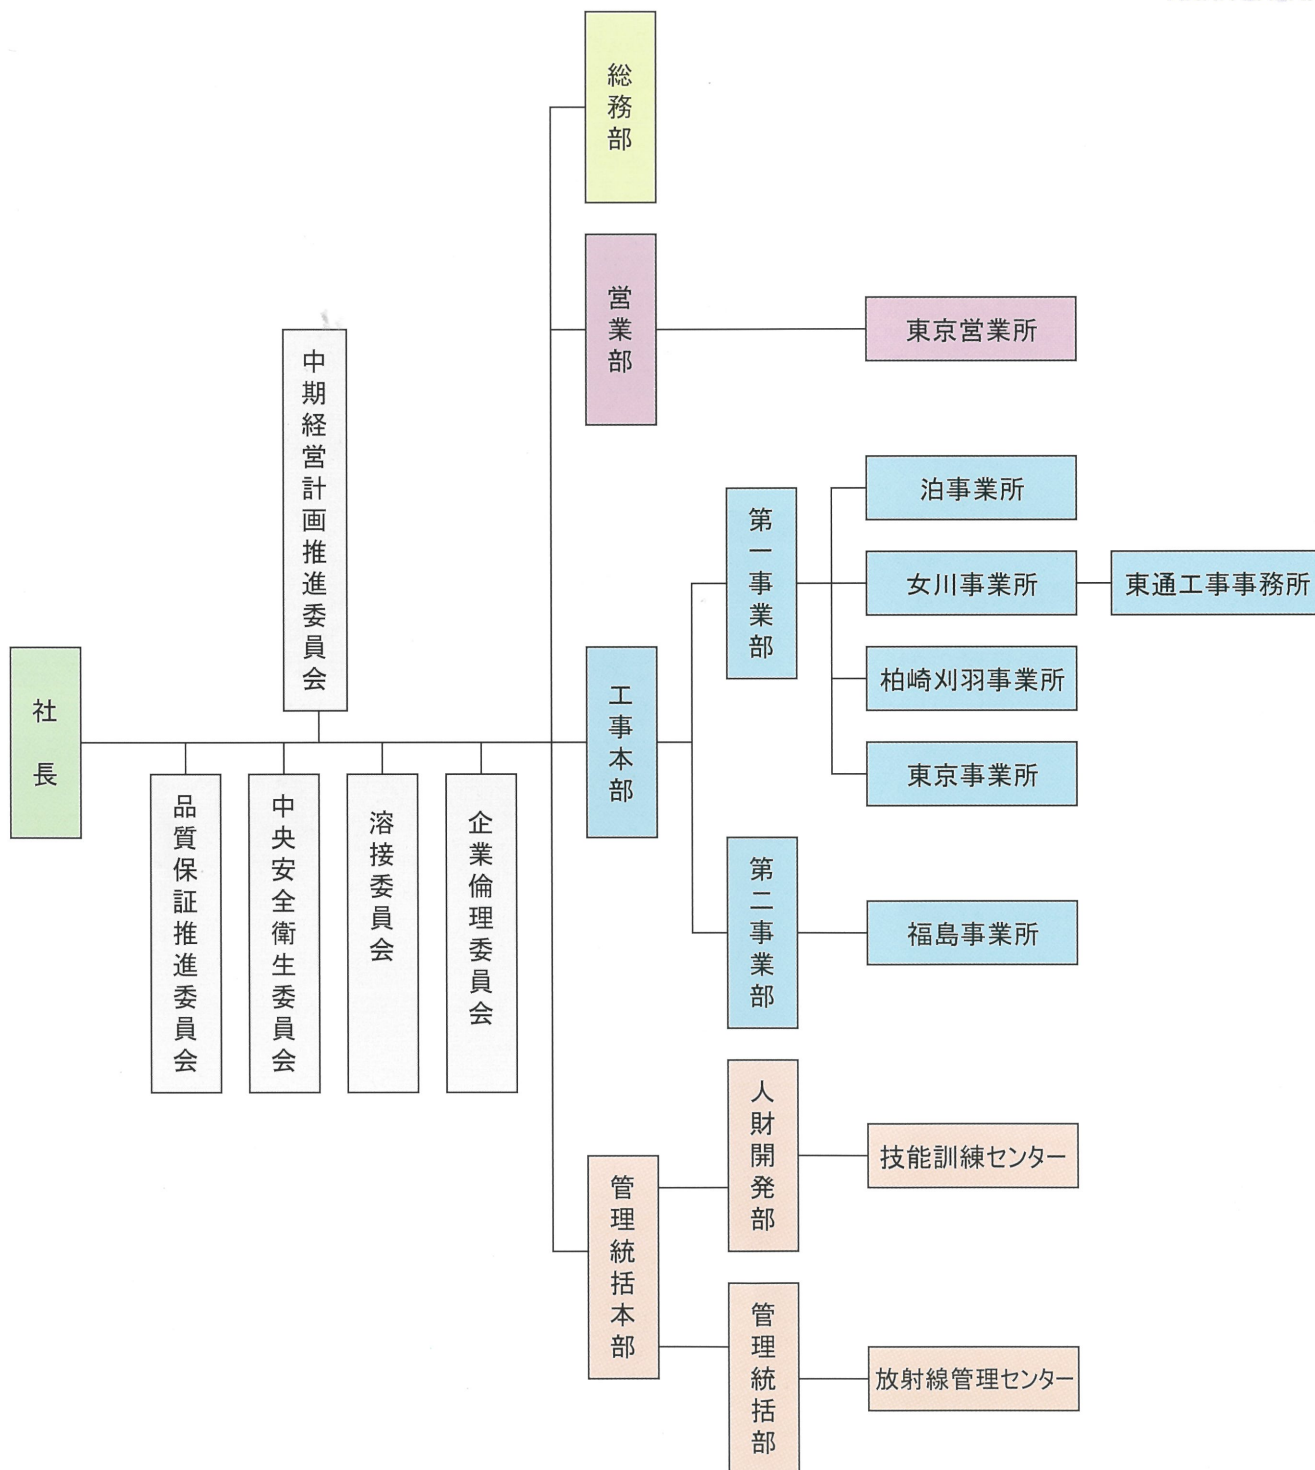 総務部
営業部
東京営業所
中期経営計画推進委員会
社長
品質保証推進委員会
中央安全衛生委員会
溶接委員会
企業倫理委員会
工事本部
第一事業部
泊事業所
女川事業所
東通工事事務所
柏崎刈羽事業所
東京事業所
第二事業部
福島事業所
管理統括本部
人財開発部
技能訓練センター
管理統括部
放射線管理センター